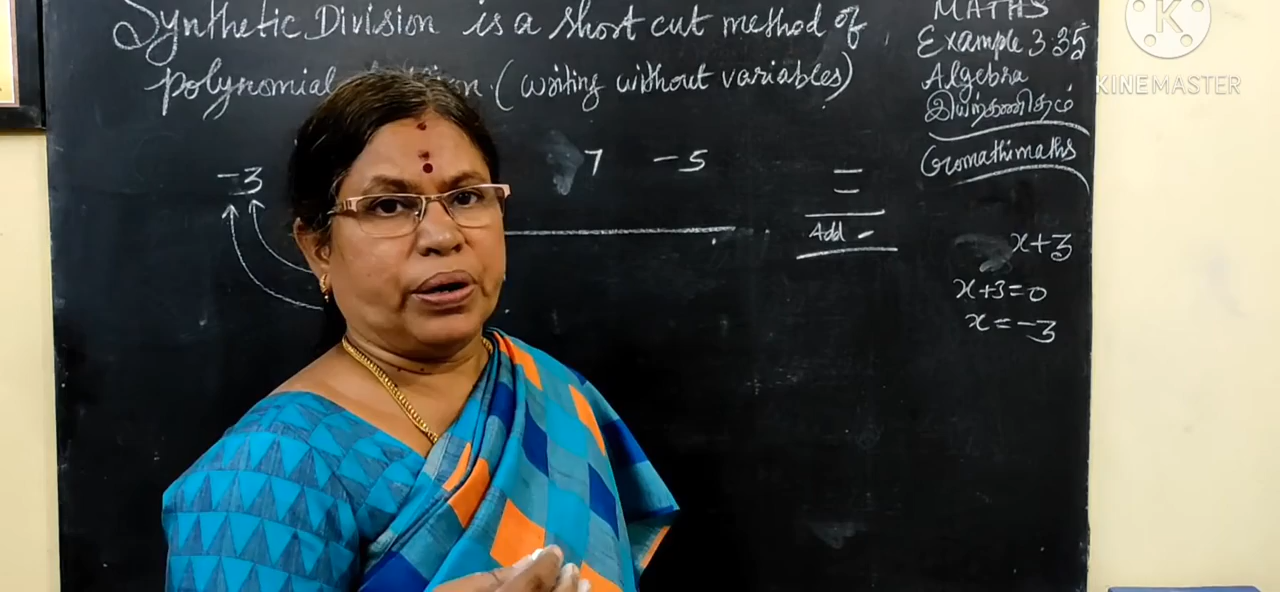 Synthetic Division is a short cut method of
polynomial (writing without variables)
-3 7 -5
=
Add -
MATHS
Example 3.35
Algebra
இயற்கணிதம்
Gromathimaths
x+3
x+3=0
x=-3
K
KINEMASTER